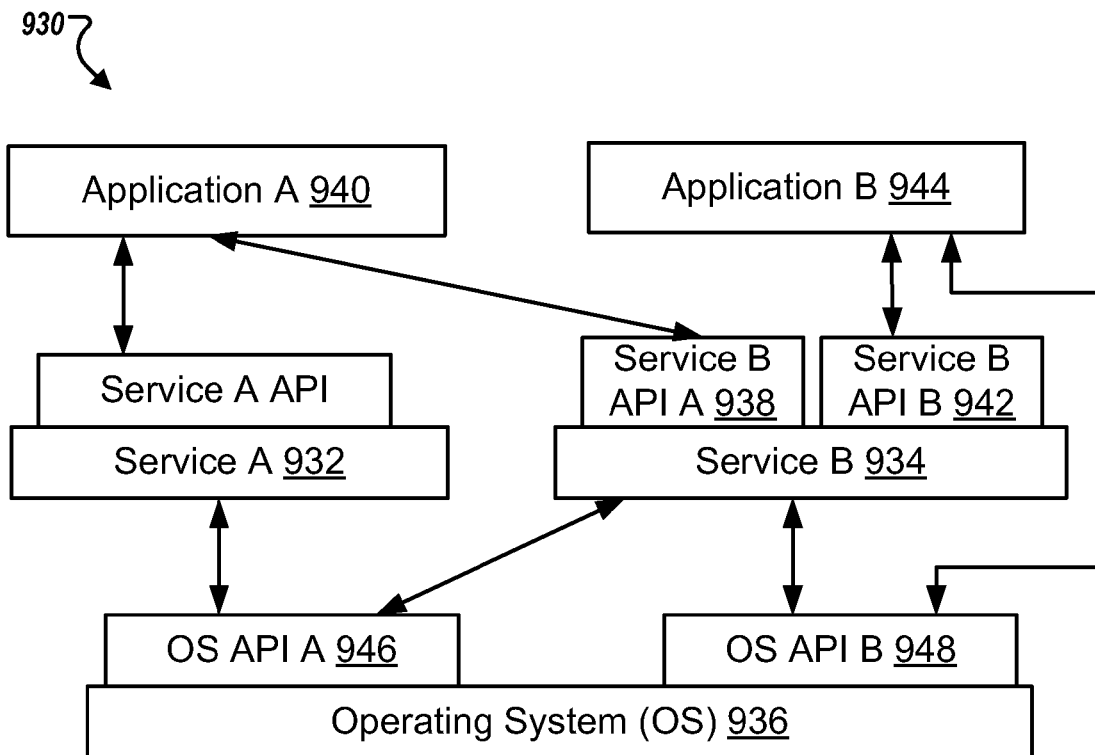 930
Application A 940
Application B 944
Service A API
Service B
API A 938
Service B
API B 942
Service A 932
Service B 934
OS API A 946
OS API B 948
Operating System (OS) 936